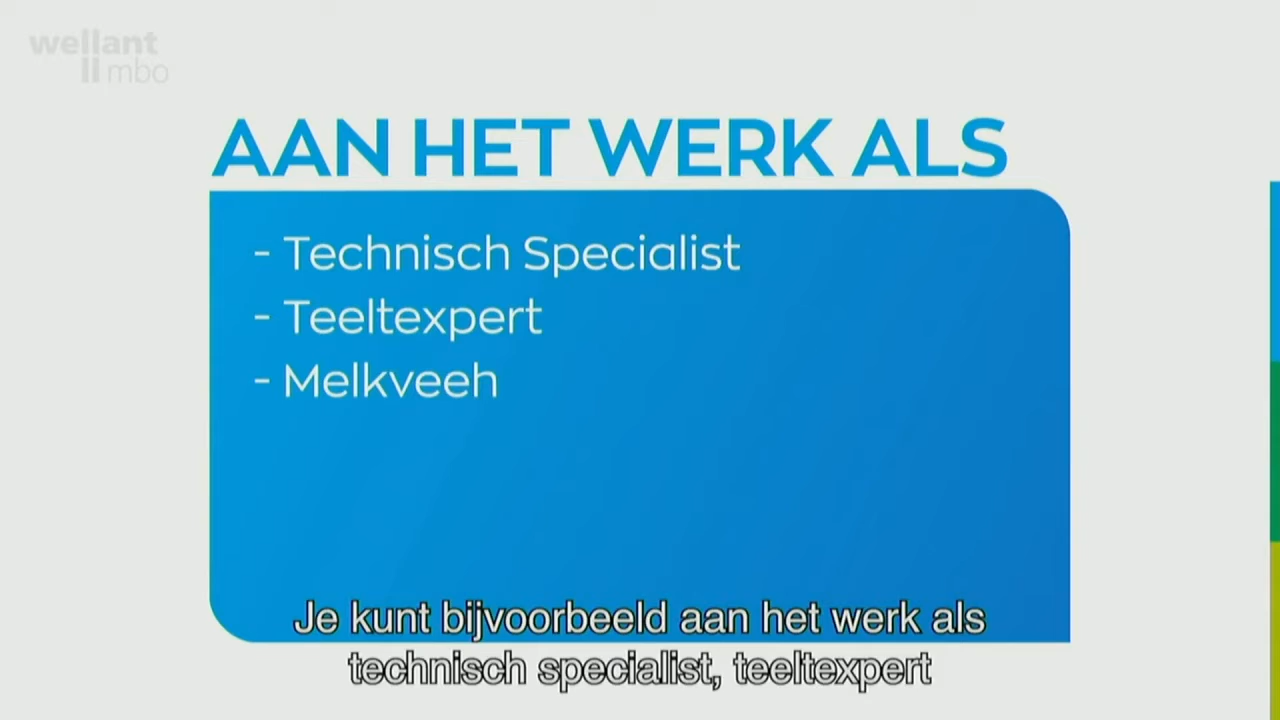 wellant
mbo
AAN HET WERK ALS
- Technisch Specialist
- Teeltexpert
- Melkveeh
Je kunt bijvoorbeeld aan het werk als
technisch specialist, teeltexpert